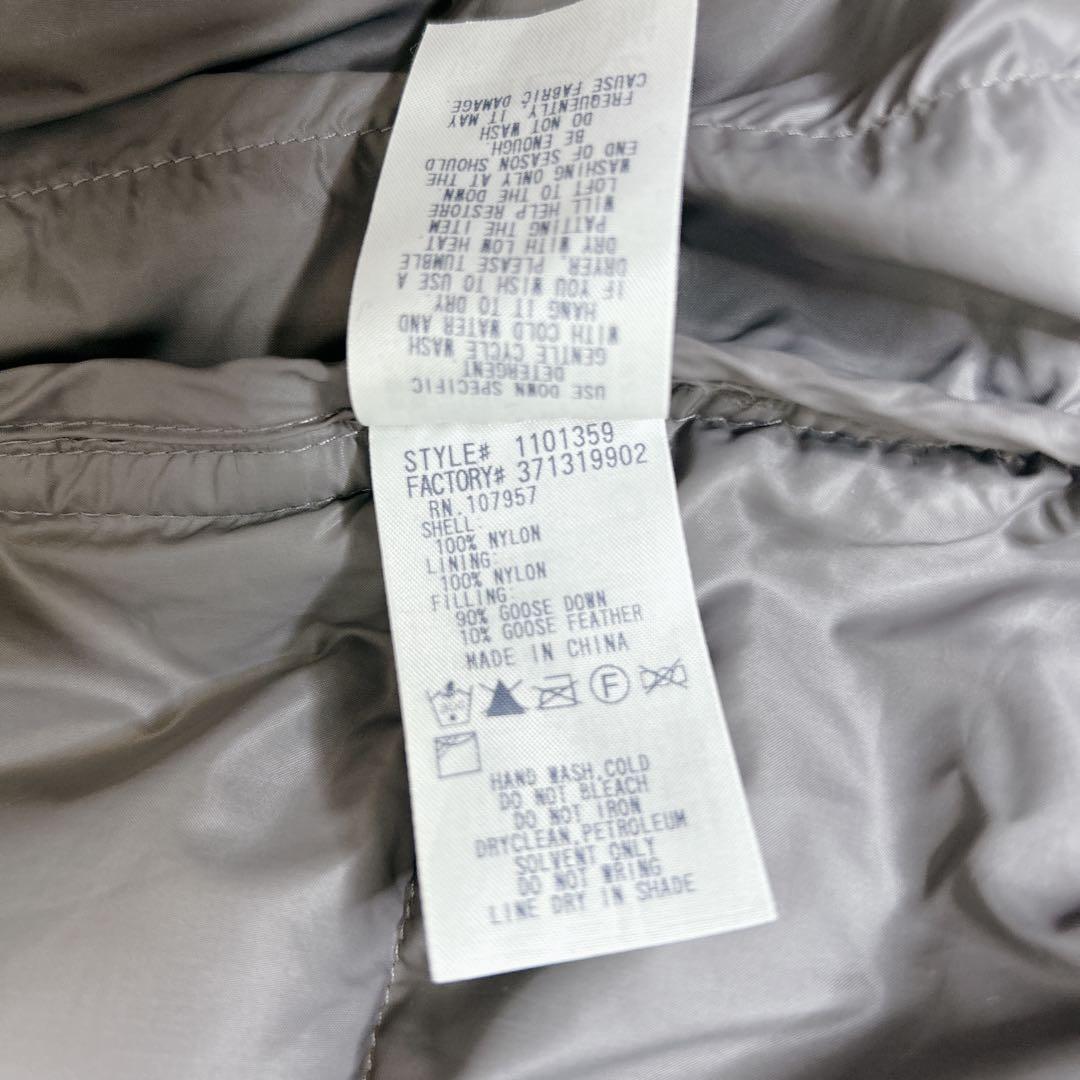 USE DOWN SPECIFIC
DETERGENT
GENTLE CYCLE WASH
WITH COLD WATER AND
HANG IT TO DRY.
IF YOU WISH TO USE A
DRYER, PLEASE TUMBLE
DRY WITH LOW HEAT.
PATTING THE ITEM
WILL HELP RESTORE
LOFT TO THE DOWN.
WASHING ONLY AT THE
END OF SEASON SHOULD
BE ENOUGH.
DO NOT WASH
FREQUENTLY, IT MAY
CAUSE FABRIC DAMAGE.
STYLE# 1101359
FACTORY# 371319902
RN.107957
SHELL:
100% NYLON
LINING:
100% NYLON
FILLING:
90% GOOSE DOWN
10% GOOSE FEATHER
MADE IN CHINA
F
HAND WASH,COLD
DO NOT BLEACH
DO NOT IRON
DRYCLEAN,PETROLEUM
SOLVENT ONLY
DO NOT WRING
LINE DRY IN SHADE